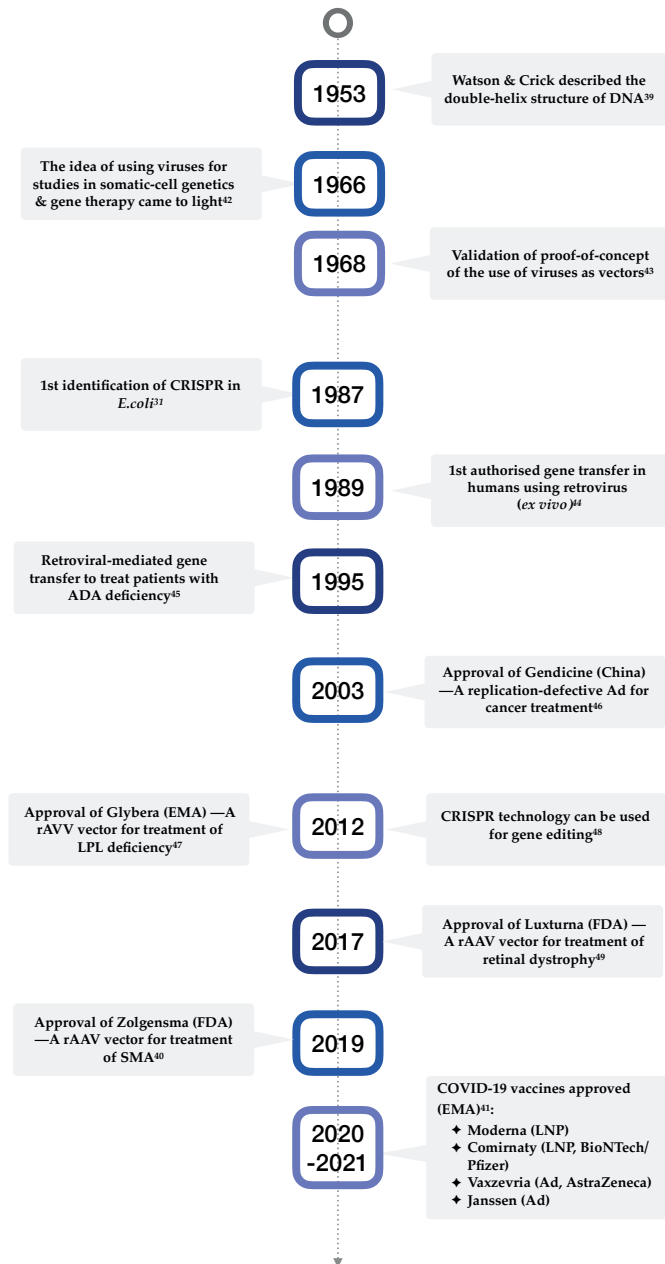 1953
Watson & Crick described the
double-helix structure of DNA³⁹
The idea of using viruses for
studies in somatic-cell genetics
& gene therapy came to light⁴²
1966
1968
Validation of proof-of-concept
of the use of viruses as vectors⁴³
1st identification of CRISPR in
E.coli³¹
1987
1989
1st authorised gene transfer in
humans using retrovirus
(ex vivo)⁴⁴
Retroviral-mediated gene
transfer to treat patients with
ADA deficiency⁴⁵
1995
2003
Approval of Gendicine (China)
—A replication-defective Ad for
cancer treatment⁴⁶
Approval of Glybera (EMA) —A
rAVV vector for treatment of
LPL deficiency⁴⁷
2012
CRISPR technology can be used
for gene editing⁴⁸
2017
Approval of Luxturna (FDA) —
A rAAV vector for treatment of
retinal dystrophy⁴⁹
Approval of Zolgensma (FDA)
—A rAAV vector for treatment
of SMA⁴⁰
2019
2020
-2021
COVID-19 vaccines approved
(EMA)⁴¹:
✦ Moderna (LNP)
✦ Comirnaty (LNP, BioNTech/
Pfizer)
✦ Vaxzevria (Ad, AstraZeneca)
✦ Janssen (Ad)